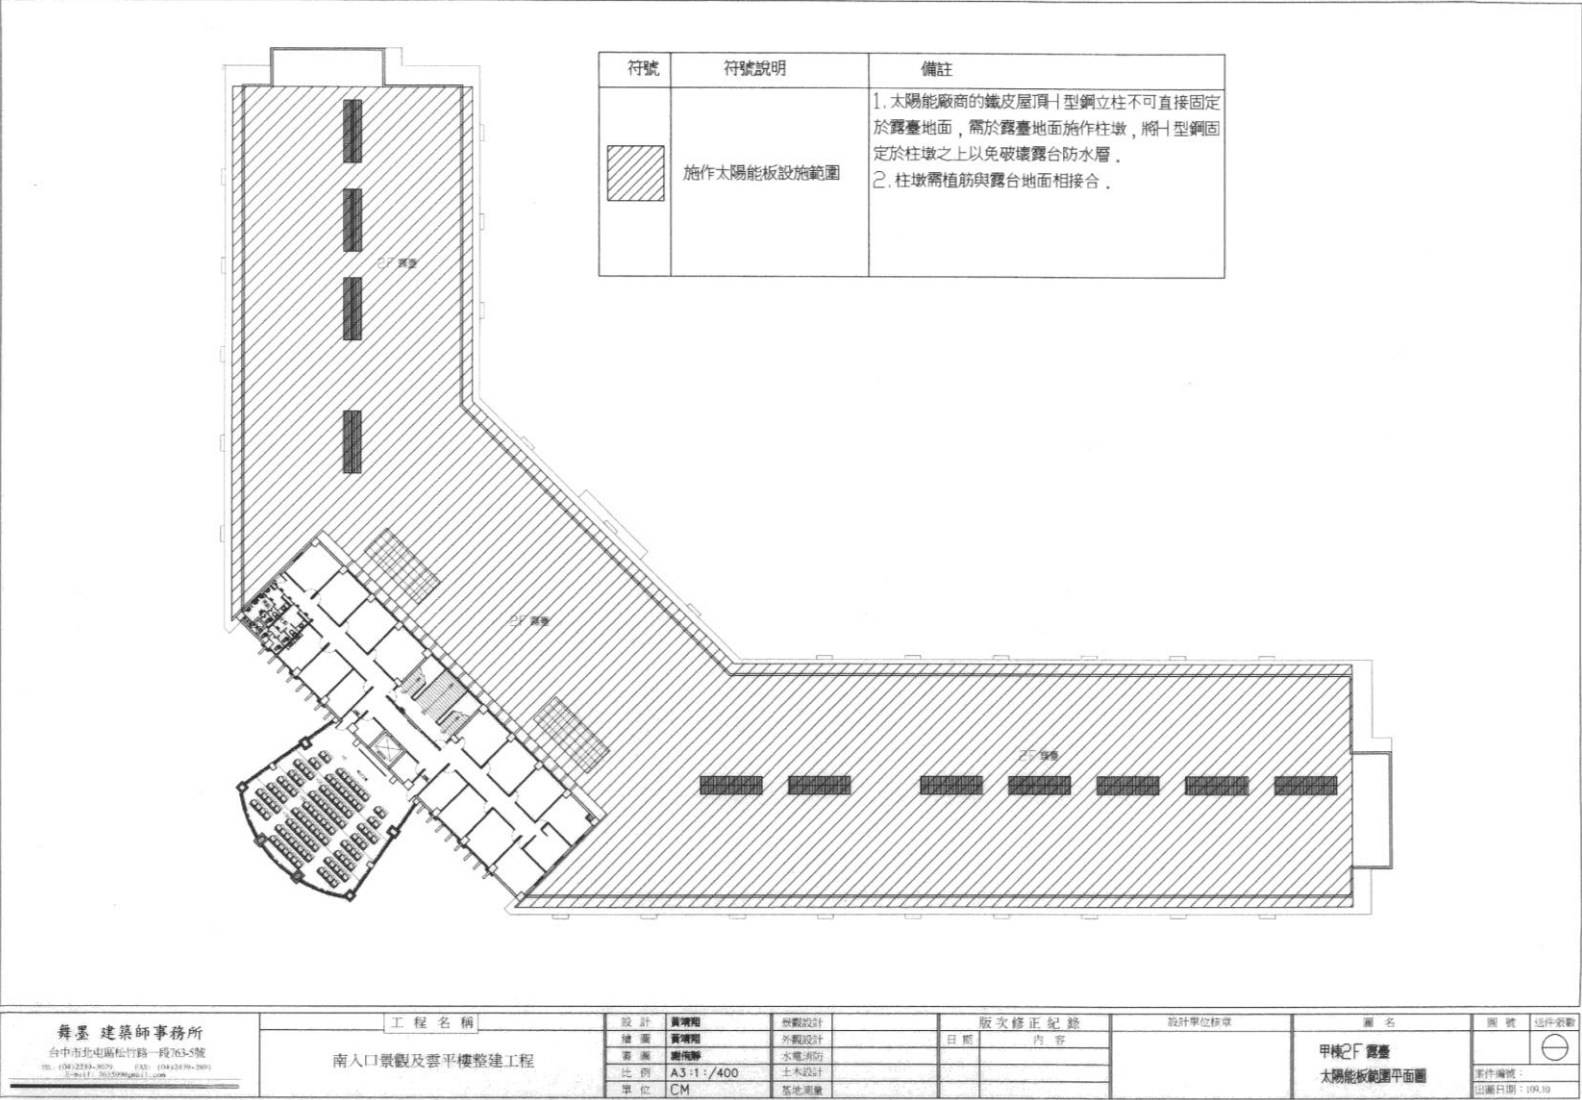 符號
符號說明
備註
施作太陽能板設施範圍
1. 太陽能廠商的鐵皮屋頂H型鋼立柱不可直接固定
於露臺地面，需於露臺地面施作柱墩，將H型鋼固
定於柱墩之上以免破壞露台防水層．
2. 柱墩需植筋與露台地面相接合．
2F 露臺
2F 露臺
2F 露臺
舞墨 建築師事務所
台中市北屯區松竹路一段763-5號
工程名稱
南入口景觀及雲平樓整建工程
設計
黃靖翔
繪圖
黃靖翔
比例
A3:1:/400
單位
CM
景觀設計
外觀設計
水電消防
土木設計
基地測量
版次修正紀錄
日期
內容
設計單位核章
圖名
甲棟2F 露臺
太陽能板範圍平面圖
圖號
案件編號：
出圖日期：109.10